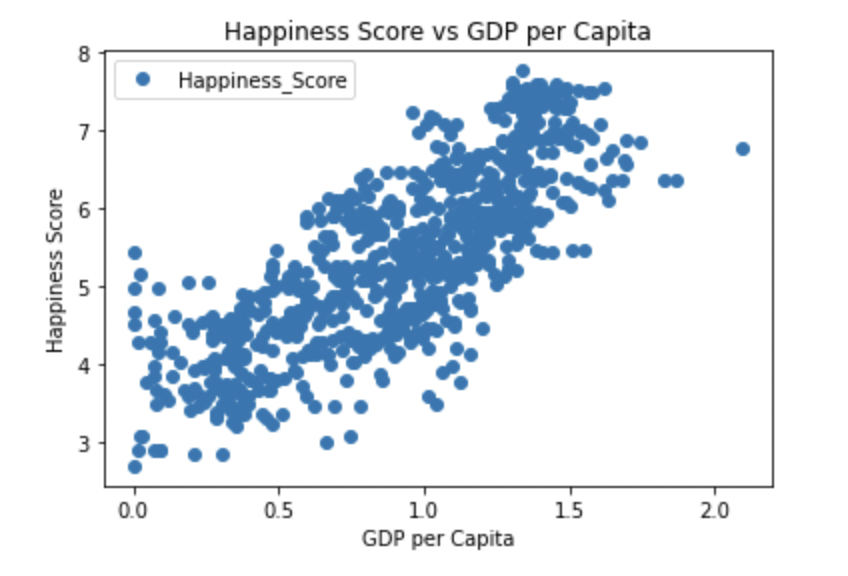 Happiness Score vs GDP per Capita
Happiness_Score
8
7
6
5
4
3
Happiness Score
0.0 0.5 1.0 1.5 2.0
GDP per Capita